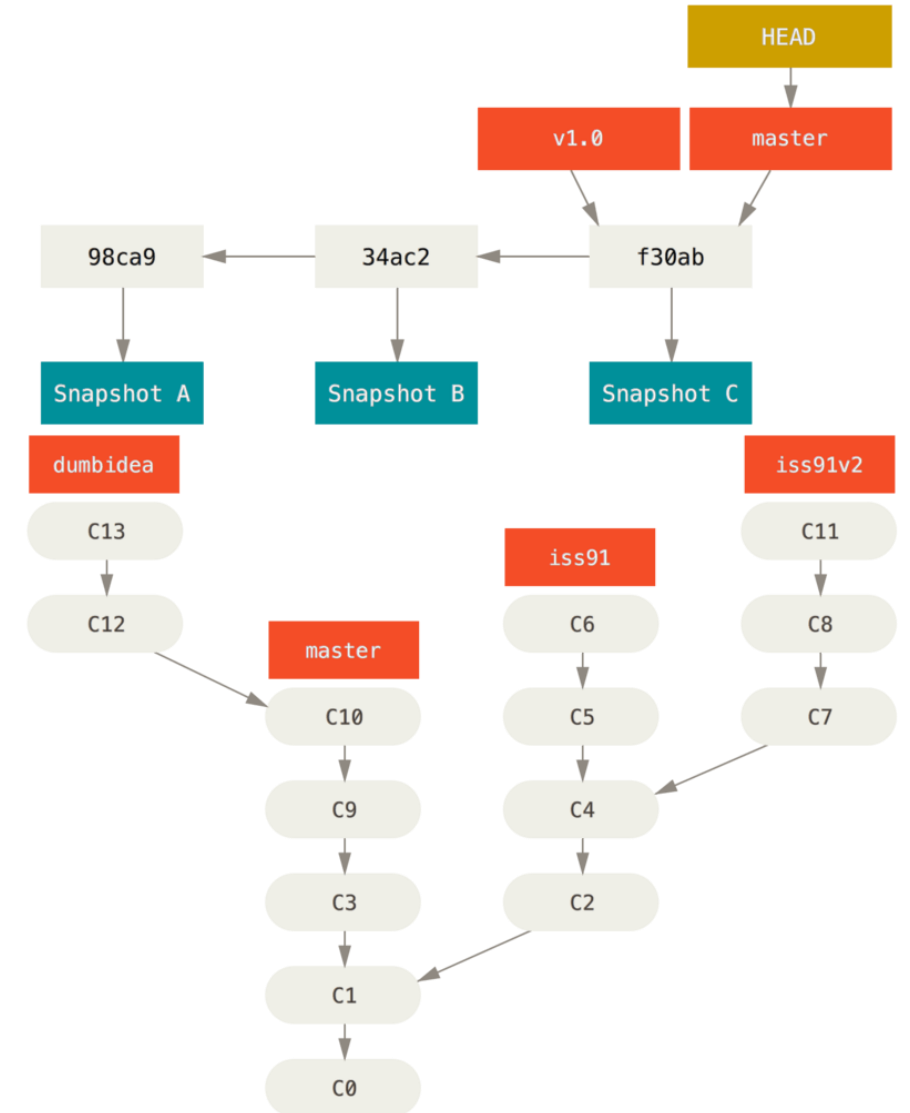 HEAD
v1.0 master
98ca9 34ac2 f30ab
Snapshot A Snapshot B Snapshot C
dumbidea iss91v2
C13 C11
iss91
C12 C6 C8
master
C10 C5 C7
C9 C4
C3 C2
C1
C0